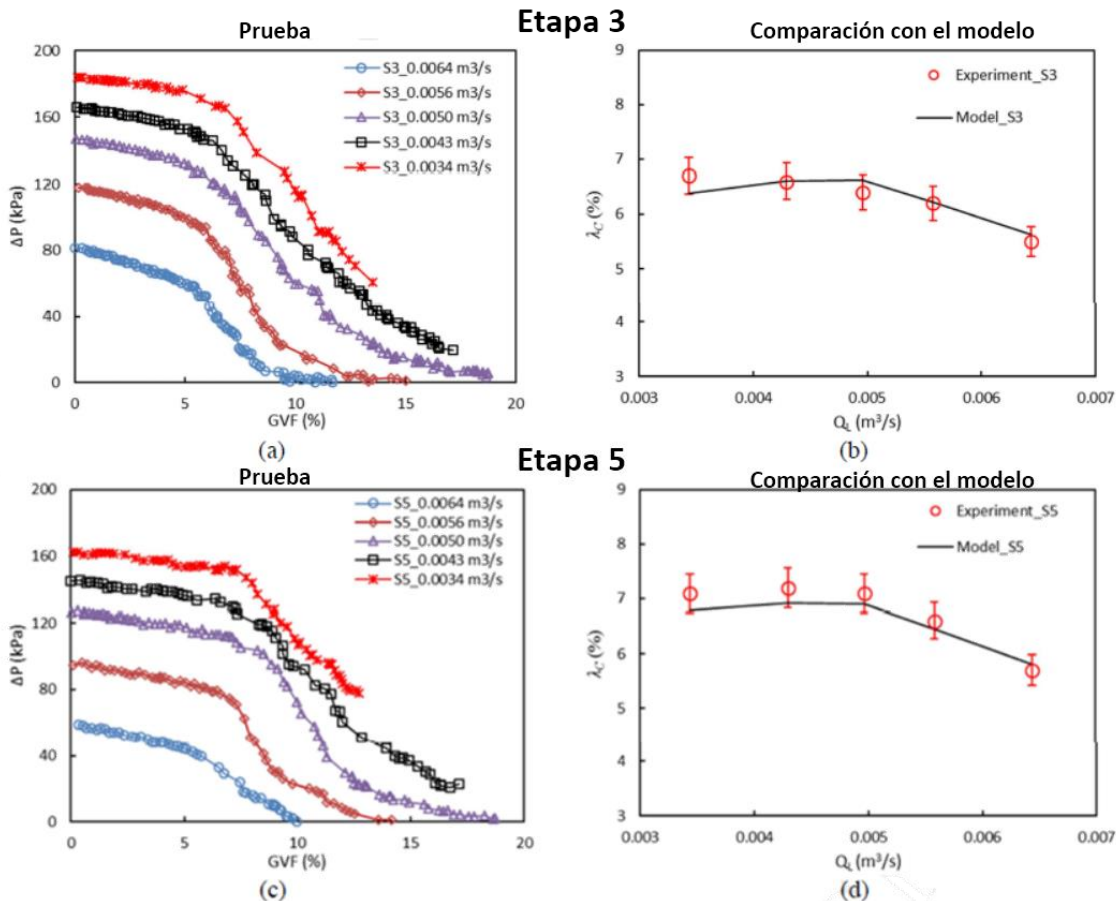 Etapa 3
Prueba
Comparación con el modelo
200
160
120
80
40
0
ΔP (kPa)
S3_0.0064 m3/s
S3_0.0056 m3/s
S3_0.0050 m3/s
S3_0.0043 m3/s
S3_0.0034 m3/s
0 5 10 15 20
GVF (%)
(a)
9
8
7
6
5
4
3
λC (%)
Experiment_S3
Model_S3
0.003 0.004 0.005 0.006 0.007
QL (m³/s)
(b)
Etapa 5
Prueba
Comparación con el modelo
200
160
120
80
40
0
ΔP (kPa)
S5_0.0064 m3/s
S5_0.0056 m3/s
S5_0.0050 m3/s
S5_0.0043 m3/s
S5_0.0034 m3/s
0 5 10 15 20
GVF (%)
(c)
9
8
7
6
5
4
3
λC (%)
Experiment_S5
Model_S5
0.003 0.004 0.005 0.006 0.007
QL (m³/s)
(d)